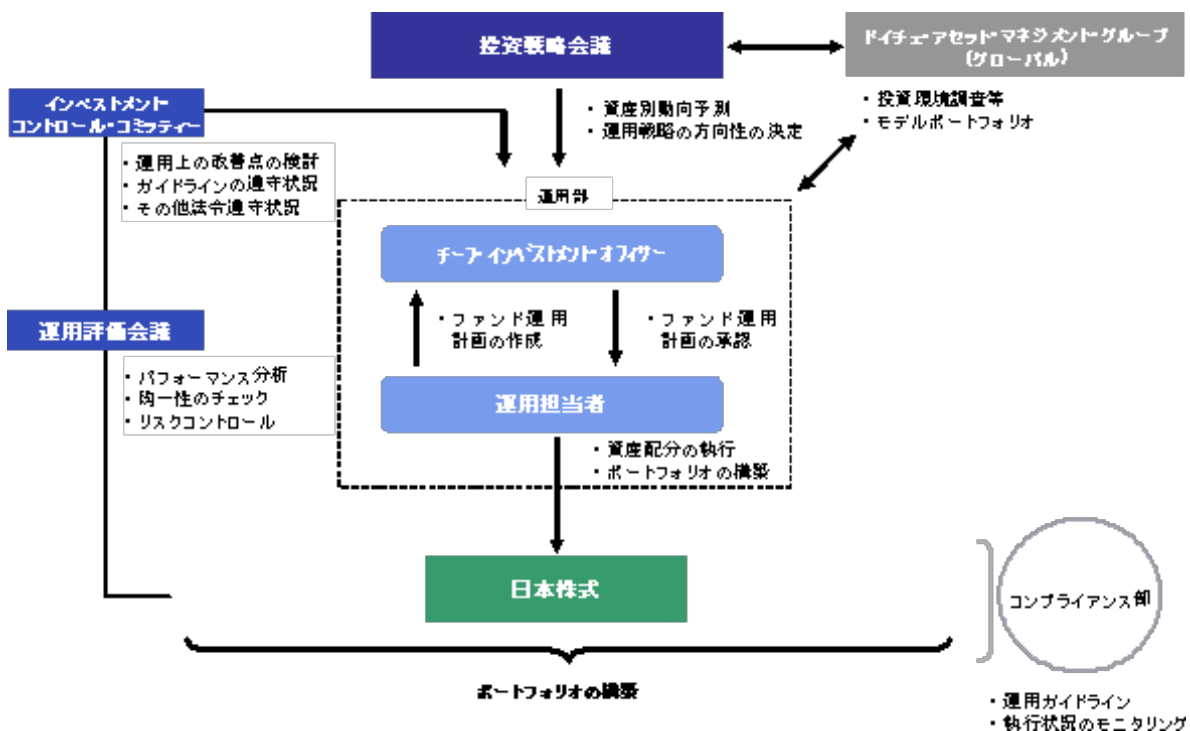 投資戦略会議
ドイチェ・アセット・マネジメント・グループ
(グローバル)
・投資環境調査等
・モデルポートフォリオ
インベストメント
コントロール・コミッティー
・資産別動向予測
・運用戦略の方向性の決定
・運用上の改善点の検討
・ガイドラインの遵守状況
・その他法令遵守状況
運用部
チーフ・インベストメント・オフィサー
・ファンド運用
計画の作成
・ファンド運用
計画の承認
運用評価会議
・パフォーマンス分析
・均一性のチェック
・リスクコントロール
運用担当者
・資産配分の執行
・ポートフォリオの構築
日本株式
コンプライアンス部
ポートフォリオの構築
・運用ガイドライン
・執行状況のモニタリング